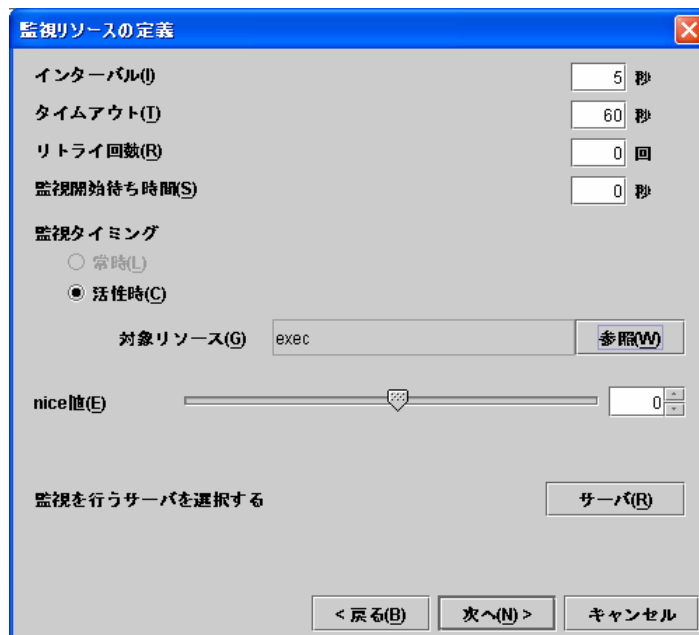 監視リソースの定義
インターバル(I) 5 秒
タイムアウト(T) 60 秒
リトライ回数(R) 0 回
監視開始待ち時間(S) 0 秒
監視タイミング
常時(L)
活性時(C)
対象リソース(G) exec 参照(W)
nice値(E) 0
監視を行うサーバを選択する サーバ(R)
< 戻る(B) 次へ(N) > キャンセル